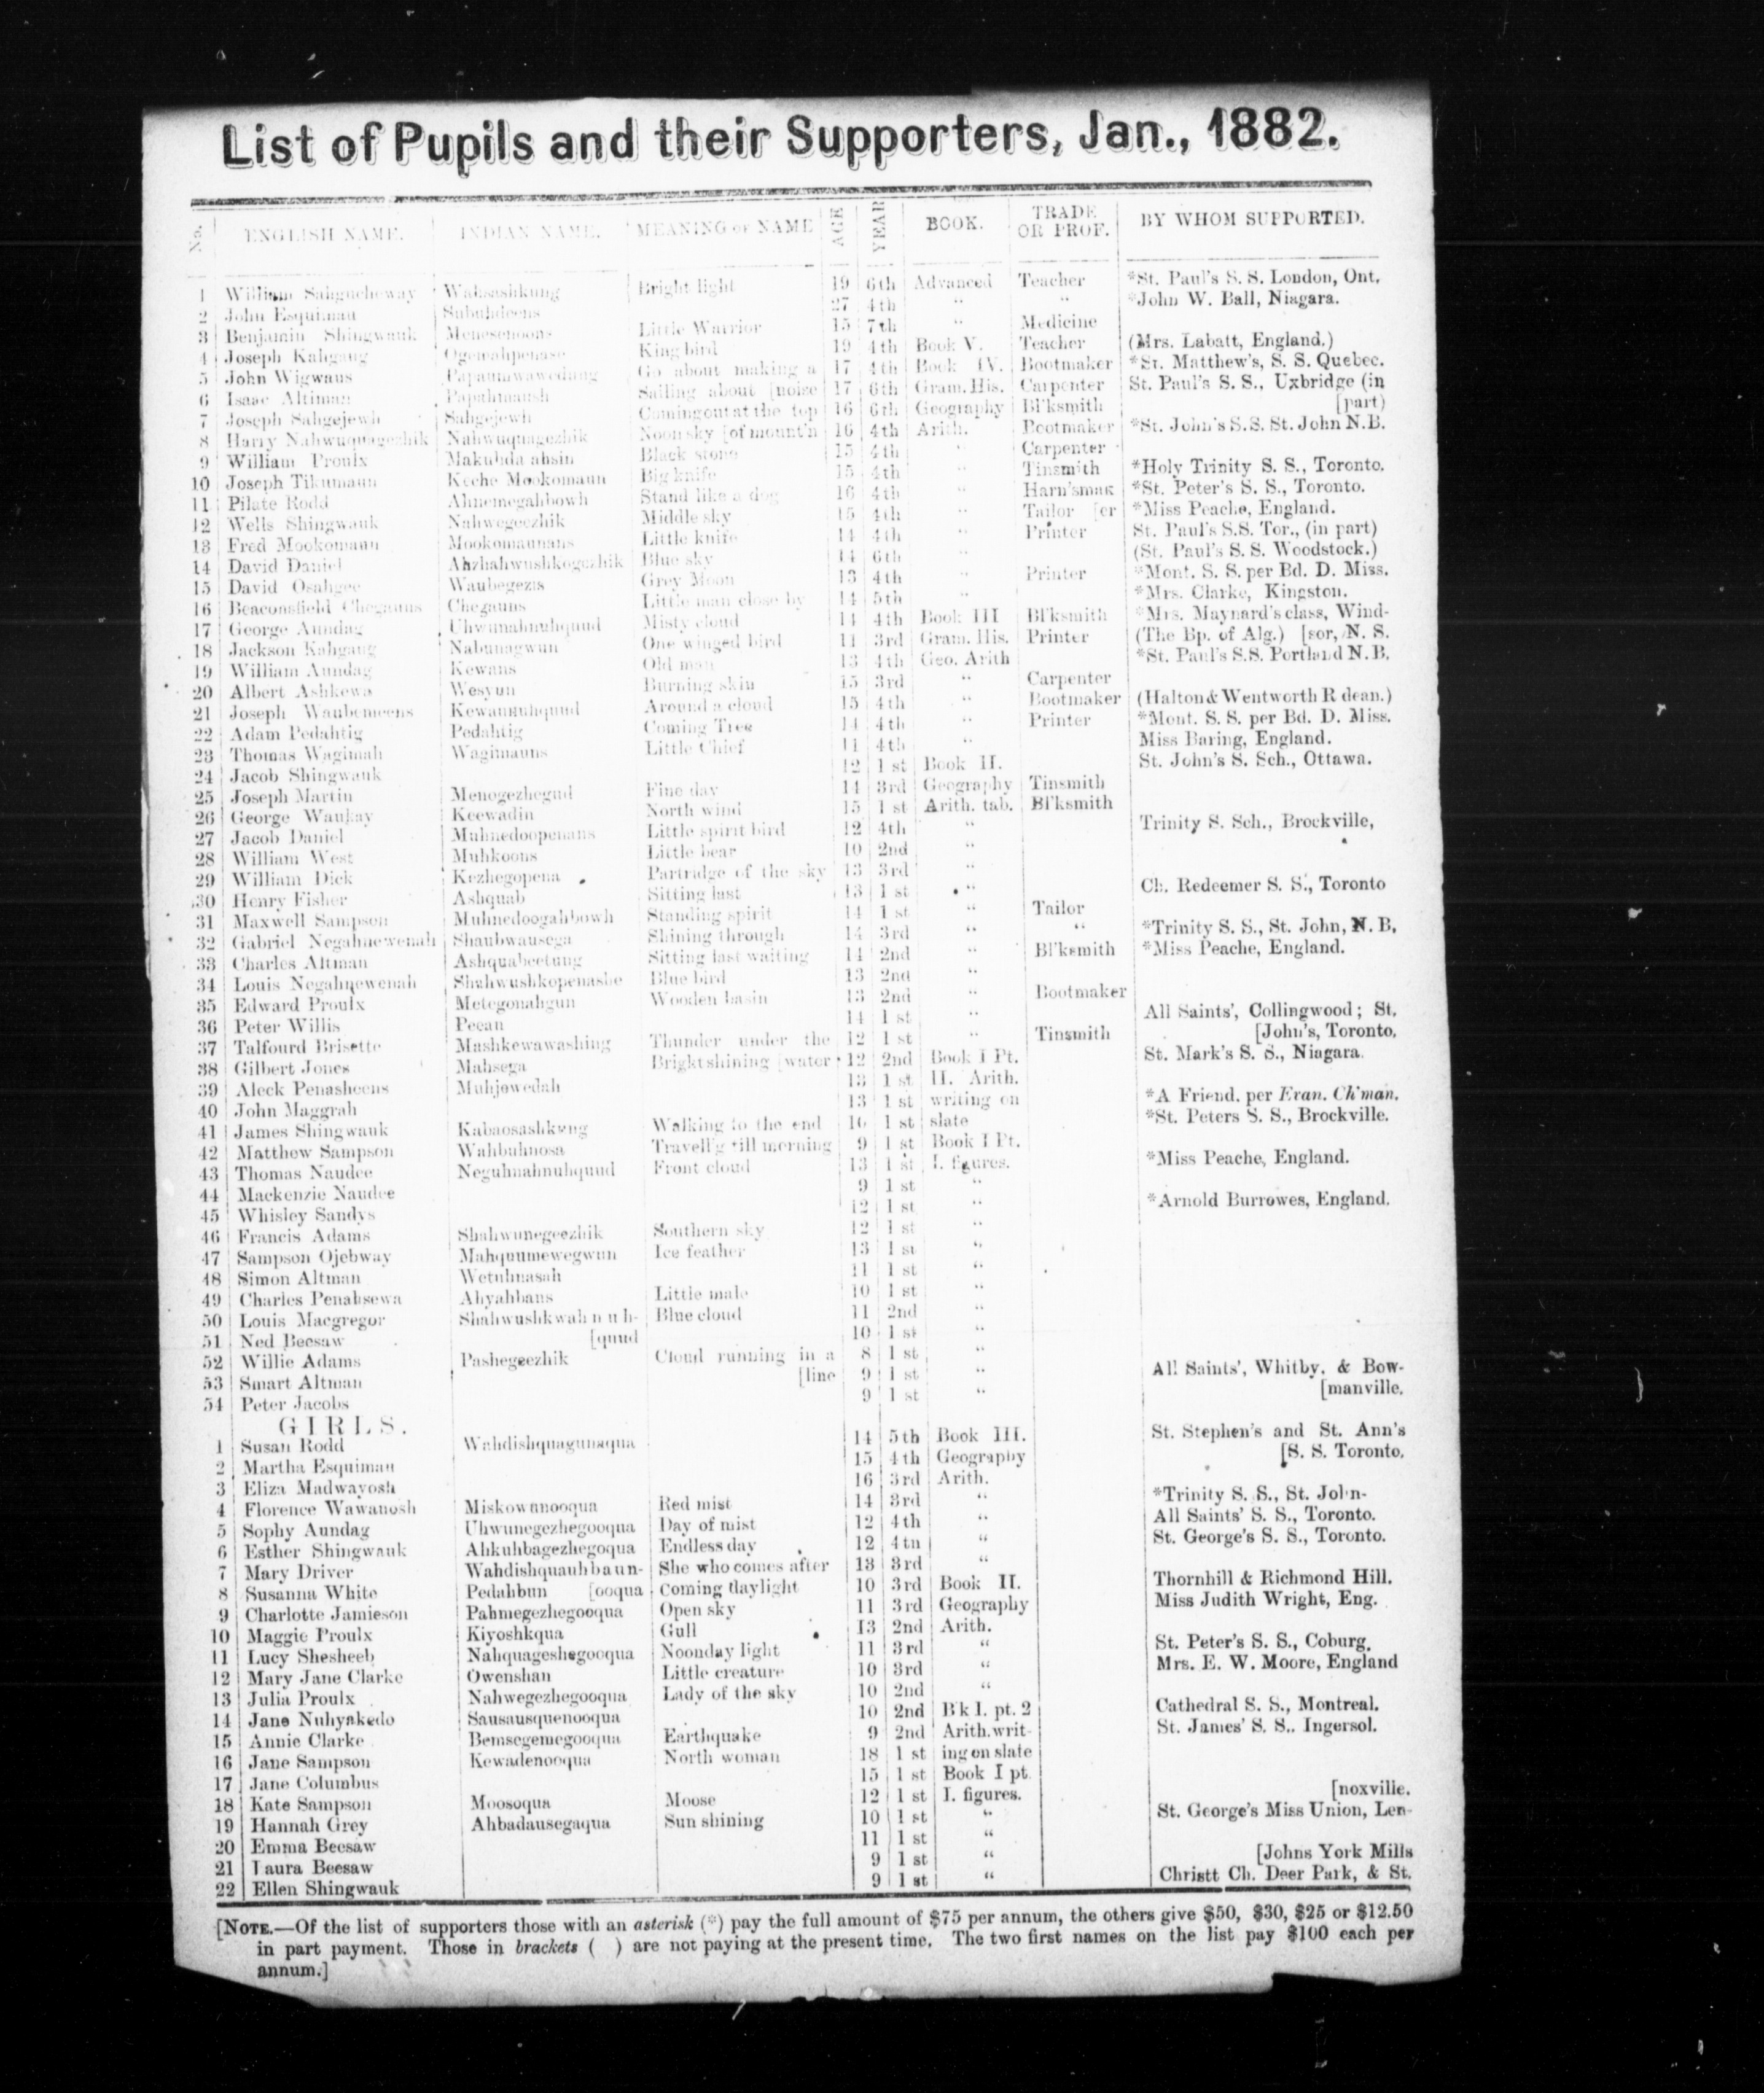 List of Pupils and their Supporters, Jan., 1882.
No. ENGLISH NAME. INDIAN NAME. MEANING OF NAME AGE YEAR BOOK. TRADE OR PROF. BY WHOM SUPPORTED.
1 William Sahgucheway Wahsashkung Bright light 19 6th Advanced Teacher *St. Paul's S. S. London, Ont.
2 John Esquimau Subuhdeens 27 4th " " *John W. Ball, Niagara.
3 Benjamin Shingwauk Menesenoons Little Warrior 15 7th " Medicine
4 Joseph Kahgaug Ogemahpenase King bird 19 4th Book V. Teacher (Mrs. Labatt, England.)
5 John Wigwaus Papaumwawedung Go about making a 17 4th Book IV. Bootmaker *St. Matthew's, S. S. Quebec.
6 Isaac Altiman Papahmaush Sailing about [noise 17 6th Gram. His. Carpenter St. Paul's S. S., Uxbridge (in
7 Joseph Sahgejewh Sahgejewh Coming out at the top 16 6th Geography Bl'ksmith [part)
8 Harry Nahwuquagezhik Nahwuquagezhik Noon sky [of mount'n 16 4th Arith. Bootmaker *St. John's S.S. St. John N.B.
9 William Proulx Makuhda ahsin Black stone 15 4th " Carpenter
10 Joseph Tikumaun Keche Mookomaun Big knife 15 4th " Tinsmith *Holy Trinity S. S., Toronto.
11 Pilate Rodd Ahnemegahbowh Stand like a dog 16 4th " Harn'smak *St. Peter's S. S., Toronto.
12 Wells Shingwauk Nahwegeezhik Middle sky 15 4th " Tailor [er *Miss Peache, England.
13 Fred Mookomaun Mookomaunans Little knife 14 4th " Printer St. Paul's S.S. Tor., (in part)
14 David Daniel Ahzhahwushkogezhik Blue sky 14 6th " (St. Paul's S. S. Woodstock.)
15 David Osahgee Waubegezis Grey Moon 13 4th " Printer *Mont. S. S. per Bd. D. Miss.
16 Beaconsfield Chegauns Chegauns Little man close by 14 5th " *Mrs. Clarke, Kingston.
17 George Aundag Uhwunahnuhquud Misty cloud 14 4th Book III Bl'ksmith *Mrs. Maynard's class, Wind-
18 Jackson Kahgaug Nabunagwun One winged bird 11 3rd Gram. His. Printer (The Bp. of Alg.) [sor, N. S.
19 William Aundag Kewans Old man 13 4th Geo. Arith *St. Paul's S.S. Portland N.B.
20 Albert Ashkewa Wesyun Burning skin 15 3rd " Carpenter
21 Joseph Waubemeens Kewannuhquud Around a cloud 15 4th " Bootmaker (Halton & Wentworth R dean.)
22 Adam Pedahtig Pedahtig Coming Tree 14 4th " Printer *Mont. S. S. per Bd. D. Miss.
23 Thomas Wagimah Wagimauns Little Chief 11 4th " Miss Baring, England.
24 Jacob Shingwauk 12 1st Book II. St. John's S. Sch., Ottawa.
25 Joseph Martin Menogezhegud Fine day 14 3rd Geography Tinsmith
26 George Waukay Keewadin North wind 15 1st Arith. tab. Bl'ksmith
27 Jacob Daniel Muhnedoopenans Little spirit bird 12 4th " Trinity S. Sch., Brockville,
28 William West Muhkoons Little bear 10 2nd "
29 William Dick Kezhegopena Partridge of the sky 13 3rd "
30 Henry Fisher Ashquab Sitting last 13 1st " Ch. Redeemer S. S., Toronto
31 Maxwell Sampson Muhnedoogahbowh Standing spirit 14 1st " Tailor
32 Gabriel Negahnewenah Shaubwausega Shining through 14 3rd " " *Trinity S. S., St. John, N. B,
33 Charles Altman Ashquabeetung Sitting last waiting 14 2nd " Bl'ksmith *Miss Peache, England.
34 Louis Negahnewenah Shuhwushkopenashe Blue bird 13 2nd "
35 Edward Proulx Metegonahgun Wooden basin 13 2nd " Bootmaker
36 Peter Willis Pecan 14 1st " All Saints', Collingwood; St.
37 Talfourd Brisette Mashkewawashing Thunder under the 12 1st " Tinsmith [John's, Toronto,
38 Gilbert Jones Mahsega Bright shining [water 12 2nd Book I Pt. St. Mark's S. S., Niagara.
39 Aleck Penasheens Muhjewedah 13 1st II. Arith.
40 John Maggrah 13 1st writing on *A Friend. per Evan. Ch'man.
41 James Shingwauk Kabaosashkung Walking to the end 16 1st slate *St. Peters S. S., Brockville.
42 Matthew Sampson Wahbuhnosa Travell'g till morning 9 1st Book I Pt.
43 Thomas Naudee Neguhnahnuhquud Front cloud 13 1st I. figures. *Miss Peache, England.
44 Mackenzie Naudee 9 1st "
45 Whisley Sandys 12 1st " *Arnold Burrowes, England.
46 Francis Adams Shahwunegeezhik Southern sky 12 1st "
47 Sampson Ojebway Mahquumewegwun Ice feather 13 1st "
48 Simon Altman Wetuhnasah 11 1st "
49 Charles Penahsewa Ahyahbans Little male 10 1st "
50 Louis Macgregor Shahwushkwahnuh- Blue cloud 11 2nd "
51 Ned Beesaw [quud 10 1st "
52 Willie Adams Pashegeezhik Cloud running in a 8 1st "
53 Smart Altman [line 9 1st " All Saints', Whitby, & Bow-
54 Peter Jacobs 9 1st " [manville,
GIRLS.
1 Susan Rodd Wahdishquagunaqua 14 5th Book III. St. Stephen's and St. Ann's
2 Martha Esquimau 15 4th Geography [S. S. Toronto,
3 Eliza Madwayosh 16 3rd Arith.
4 Florence Wawanosh Miskowanooqua Red mist 14 3rd " *Trinity S. S., St. John-
5 Sophy Aundag Uhwunegezhegooqua Day of mist 12 4th " All Saints' S. S., Toronto.
6 Esther Shingwauk Ahkuhbagezhegoqua Endless day 12 4tn " St. George's S. S., Toronto.
7 Mary Driver Wahdishquauhbaun- She who comes after 13 3rd "
8 Susanna White Pedahbun [ooqua Coming daylight 10 3rd Book II. Thornhill & Richmond Hill.
9 Charlotte Jamieson Pahmegezhegooqua Open sky 11 3rd Geography Miss Judith Wright, Eng.
10 Maggie Proulx Kiyoshkqua Gull 13 2nd Arith.
11 Lucy Shesheeb Nahquageshegooqua Noonday light 11 3rd " St. Peter's S. S., Coburg.
12 Mary Jane Clarke Owenshan Little creature 10 3rd " Mrs. E. W. Moore, England
13 Julia Proulx Nahwegezhegooqua Lady of the sky 10 2nd "
14 Jane Nuhyakedo Sausausquenooqua 10 2nd Bk I. pt. 2 Cathedral S. S., Montreal.
15 Annie Clarke Bemsegemegooqua Earthquake 9 2nd Arith. writ- St. James' S. S.. Ingersol.
16 Jane Sampson Kewadenooqua North woman 18 1st ing on slate
17 Jane Columbus 15 1st Book I pt.
18 Kate Sampson Moosoqua Moose 12 1st I. figures. [noxville.
19 Hannah Grey Ahbadausegaqua Sun shining 10 1st " St. George's Miss Union, Len-
20 Emma Beesaw 11 1st "
21 Laura Beesaw 9 1st " [Johns York Mills
22 Ellen Shingwauk 9 1st " Christt Ch. Deer Park, & St.
[NOTE.—Of the list of supporters those with an asterisk (*) pay the full amount of $75 per annum, the others give $50, $30, $25 or $12.50
in part payment. Those in brackets ( ) are not paying at the present time. The two first names on the list pay $100 each per
annum.]